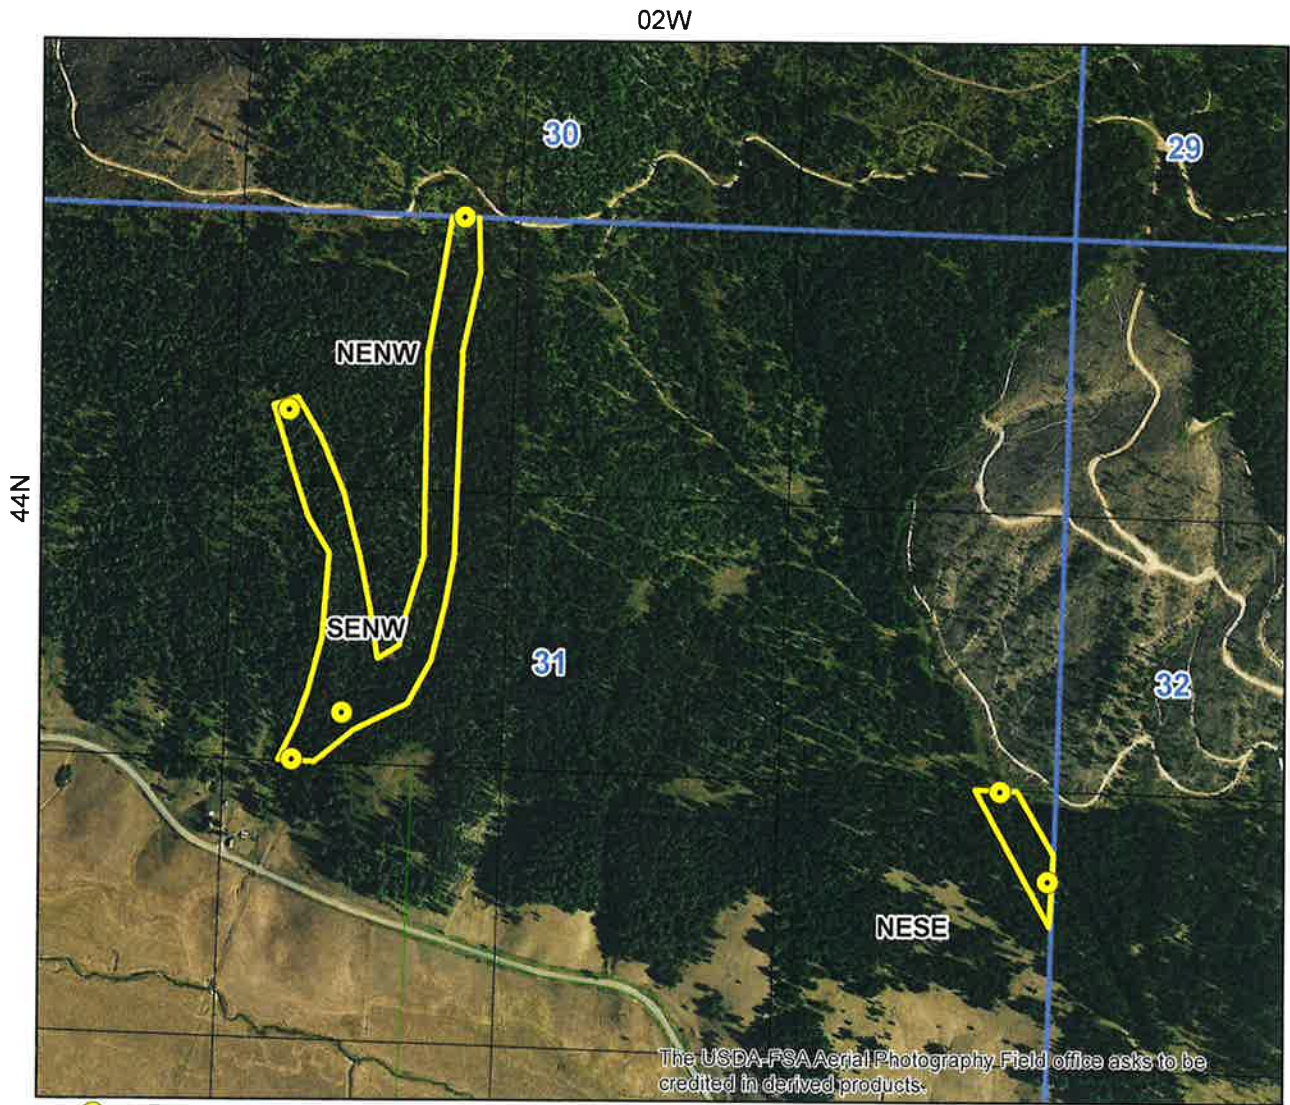 02W
30
29
NENW
44N
SENW
31
32
NESE
The USDA-FSA Aerial Photography Field office asks to be
credited in derived products.